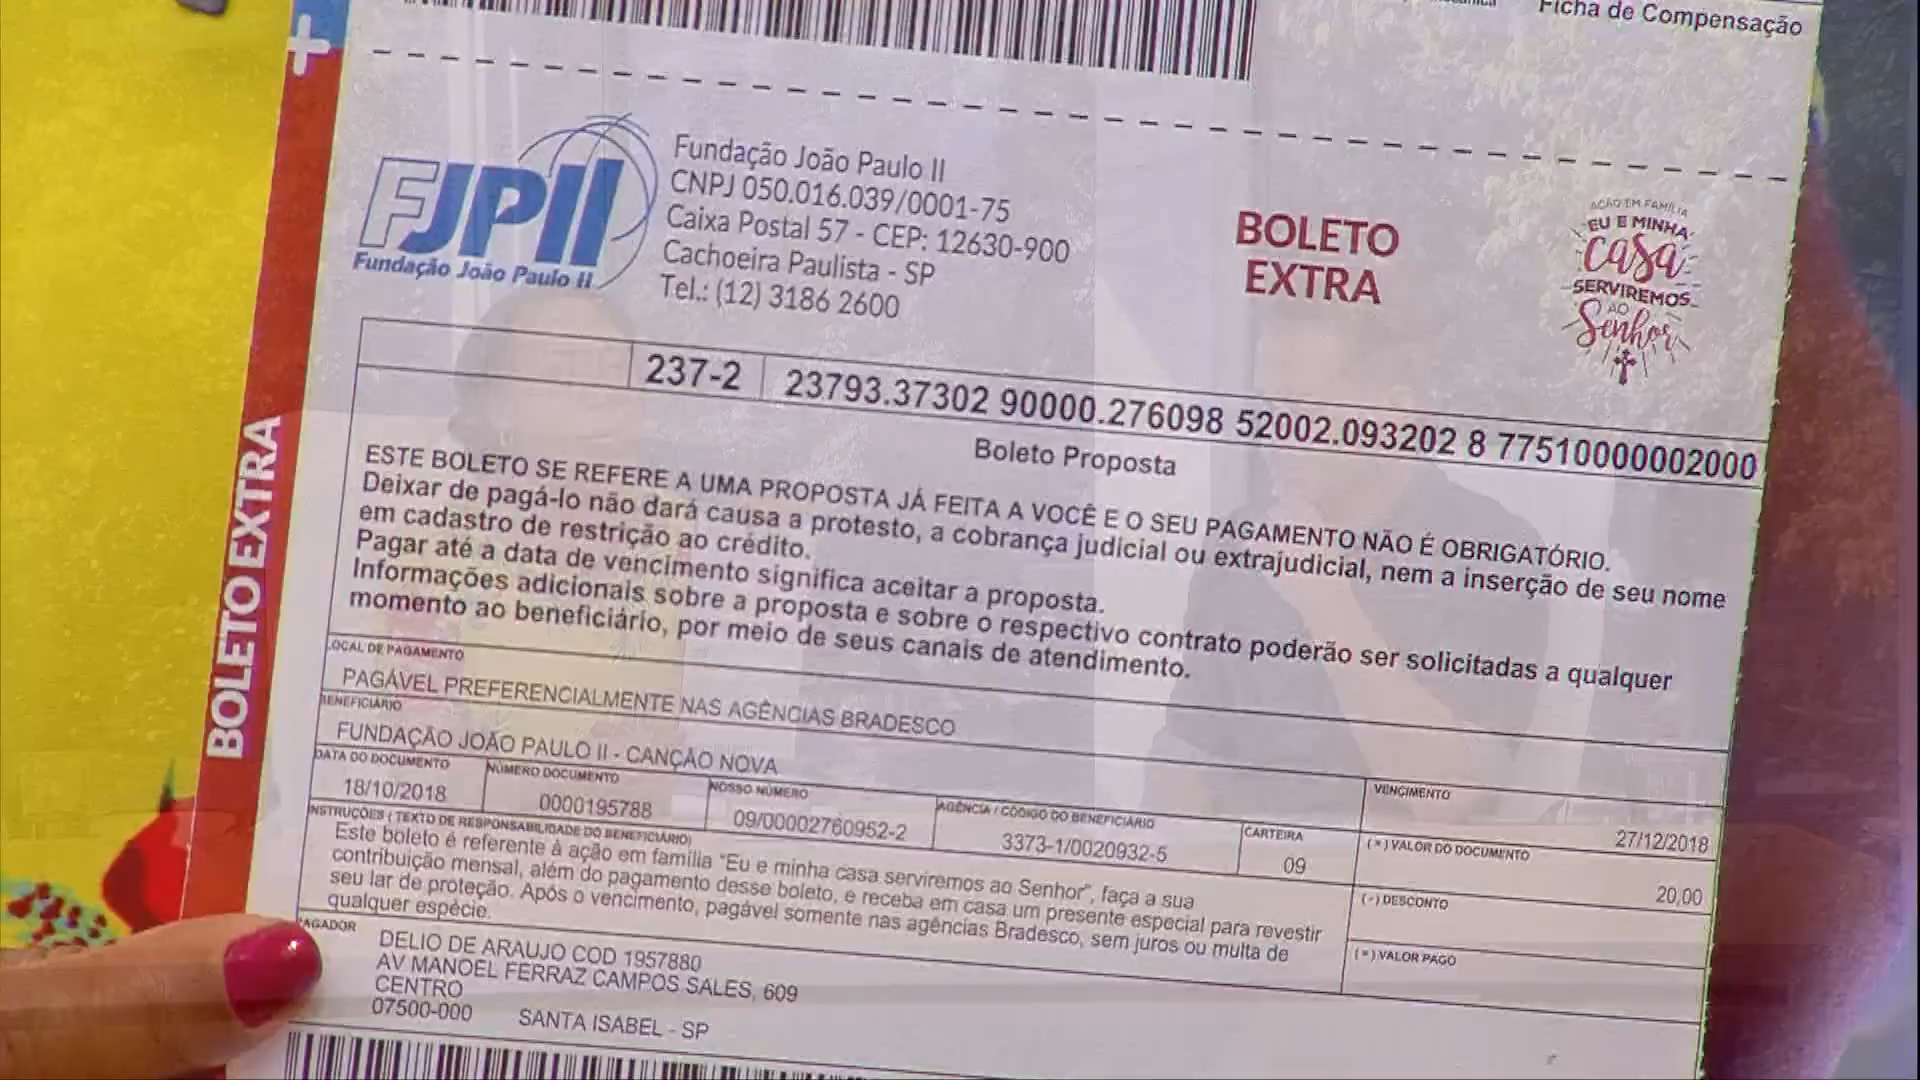 Ficha de Compensação
FJPII
Fundação João Paulo II
Fundação João Paulo II
CNPJ 050.016.039/0001-75
Caixa Postal 57 - CEP: 12630-900
Cachoeira Paulista - SP
Tel.: (12) 3186 2600
BOLETO
EXTRA
AÇÃO EM FAMÍLIA
EU E MINHA
casa
SERVIREMOS
AO
Senhor
237-2 23793.37302 90000.276098 52002.093202 8 77510000002000
Boleto Proposta
ESTE BOLETO SE REFERE A UMA PROPOSTA JÁ FEITA A VOCÊ E O SEU PAGAMENTO NÃO É OBRIGATÓRIO.
Deixar de pagá-lo não dará causa a protesto, a cobrança judicial ou extrajudicial, nem a inserção de seu nome
em cadastro de restrição ao crédito.
Pagar até a data de vencimento significa aceitar a proposta.
Informações adicionais sobre a proposta e sobre o respectivo contrato poderão ser solicitadas a qualquer
momento ao beneficiário, por meio de seus canais de atendimento.
BOLETO EXTRA
LOCAL DE PAGAMENTO
PAGÁVEL PREFERENCIALMENTE NAS AGÊNCIAS BRADESCO
BENEFICIÁRIO
FUNDAÇÃO JOÃO PAULO II - CANÇÃO NOVA
VENCIMENTO
27/12/2018
DATA DO DOCUMENTO NÚMERO DOCUMENTO NOSSO NÚMERO AGÊNCIA / CÓDIGO DO BENEFICIÁRIO CARTEIRA
18/10/2018 0000195788 09/00002760952-2 3373-1/0020932-5 09
(=) VALOR DO DOCUMENTO
20,00
INSTRUÇÕES ( TEXTO DE RESPONSABILIDADE DO BENEFICIÁRIO)
Este boleto é referente à ação em família "Eu e minha casa serviremos ao Senhor", faça a sua
contribuição mensal, além do pagamento desse boleto, e receba em casa um presente especial para revestir
seu lar de proteção. Após o vencimento, pagável somente nas agências Bradesco, sem juros ou multa de
qualquer espécie.
(-) DESCONTO
(=) VALOR PAGO
PAGADOR
DELIO DE ARAUJO COD 1957880
AV MANOEL FERRAZ CAMPOS SALES, 609
CENTRO
07500-000 SANTA ISABEL - SP